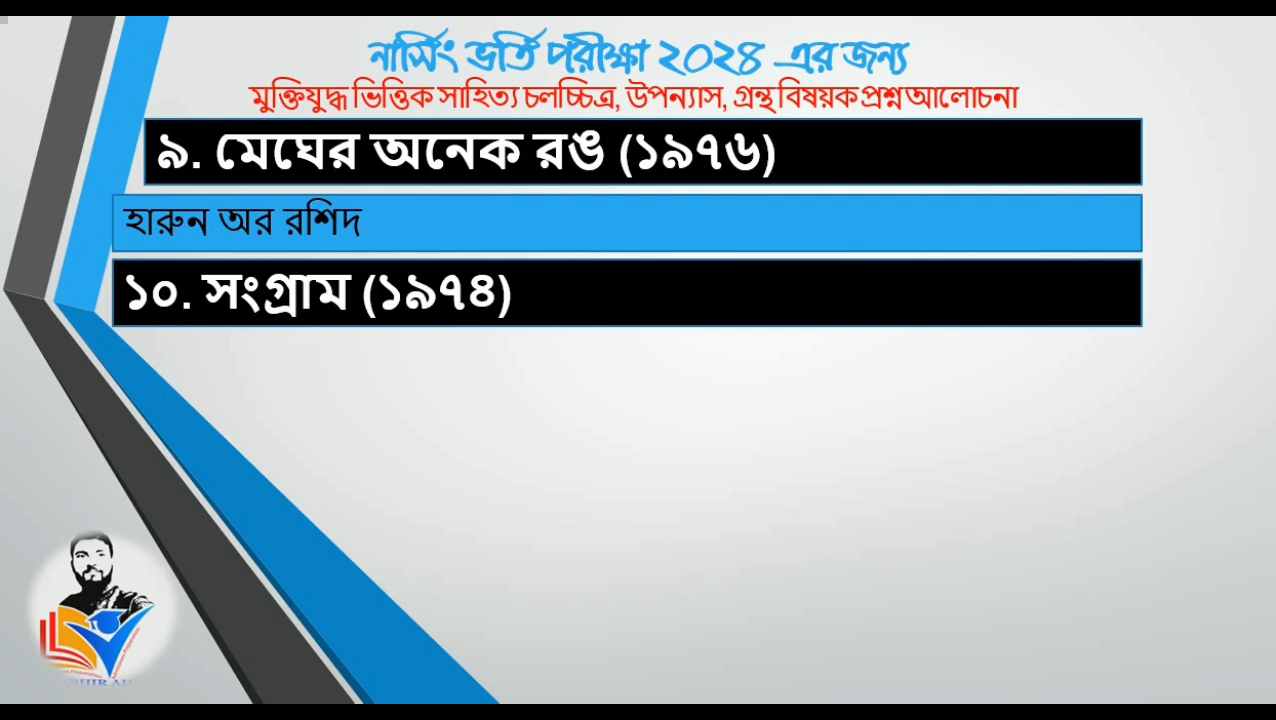 নার্সিং ভর্তি পরীক্ষা ২০২৪ এর জন্য
মুক্তিযুদ্ধ ভিত্তিক সাহিত্য চলচ্চিত্র, উপন্যাস, গ্রন্থ বিষয়ক প্রশ্ন আলোচনা
৯. মেঘের অনেক রঙ (১৯৭৬)
হারুন অর রশিদ
১০. সংগ্রাম (১৯৭৪)